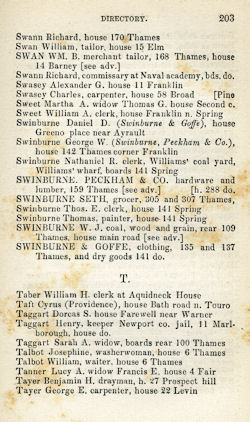 DIRECTORY. 203
Swann Richard, house 170 Thames
Swan William, tailor, house 15 Elm
SWAN WM. B. merchant tailor, 168 Thames, house
14 Barney [see adv.]
Swann Richard, commissary at Naval academy, bds. do.
Swasey Alexander G. house 11 Franklin
Swasey Charles, carpenter, house 58 Broad [Pine
Sweet Martha A. widow Thomas G. house Second c.
Sweet William A. clerk, house Franklin n. Spring
Swinburne Daniel D. (Swinburne & Goffe), house
Greene place near Ayrault
Swinburne George W. (Swinburne, Peckham & Co.),
house 142 Thames corner Franklin
Swinburne Nathaniel R. clerk, Williams' coal yard,
Williams' wharf, boards 141 Spring
SWINBURNE, PECKHAM & CO. hardware and
lumber, 159 Thames [see adv.] [h. 288 do.
SWINBURNE SETH, grocer, 305 and 307 Thames,
Swinburne Thos. E. clerk, house 141 Spring
Swinburne Thomas, painter, house 141 Spring
SWINBURNE W. J. coal, wood and grain, rear 109
Thames, house main road [see adv.]
SWINBURNE & GOFFE, clothing, 135 and 137
Thames, and dry goods 141 do.
T.
Taber William H. clerk at Aquidneck House
Taft Cyrus (Providence), house Bath road n. Touro
Taggart Dorcas S. house Farewell near Warner
Taggart Henry, keeper Newport co. jail, 11 Marl-
borough, house do.
Taggart Sarah A. widow, boards rear 100 Thames
Talbot Josephine, washerwoman, house 6 Thames
Talbot William, waiter, house 6 Thames
Tanner Lucy A. widow Francis E. house 4 Fair
Tayer Benjamin H. drayman, h. 27 Prospect hill
Tayer George E. carpenter, house 22 Levin